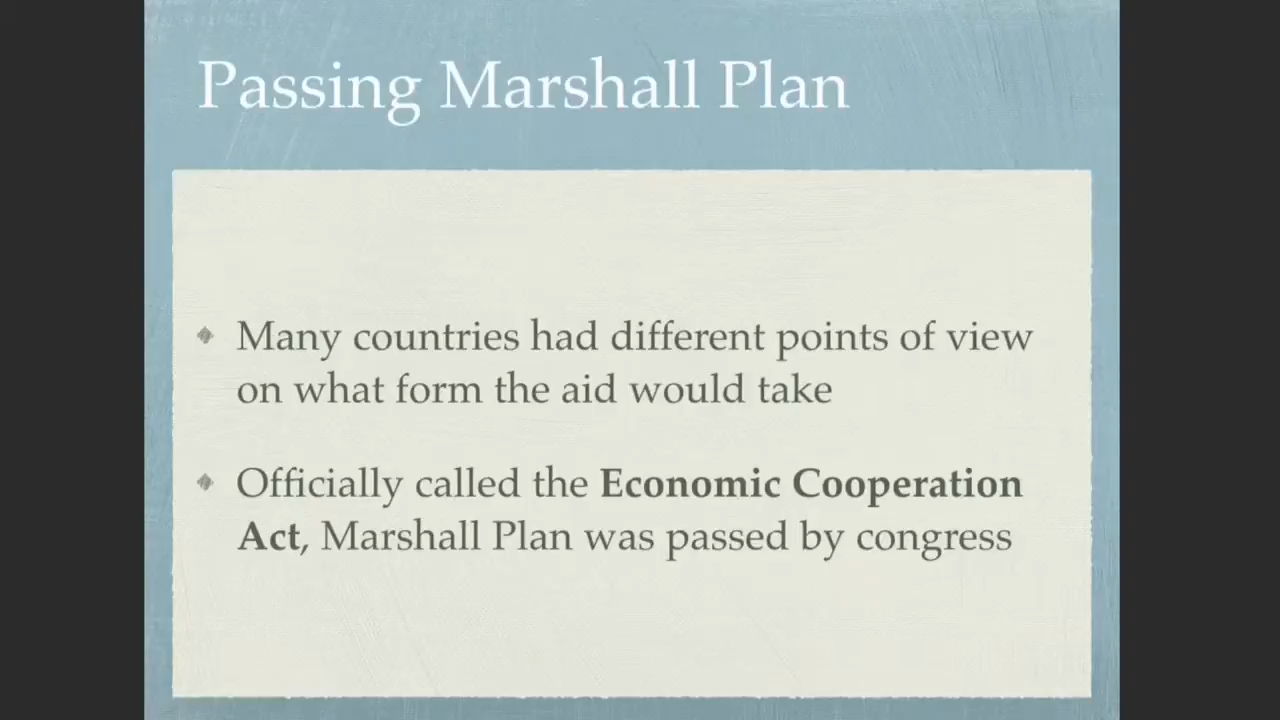 Passing Marshall Plan
Many countries had different points of view
on what form the aid would take
Officially called the Economic Cooperation
Act, Marshall Plan was passed by congress